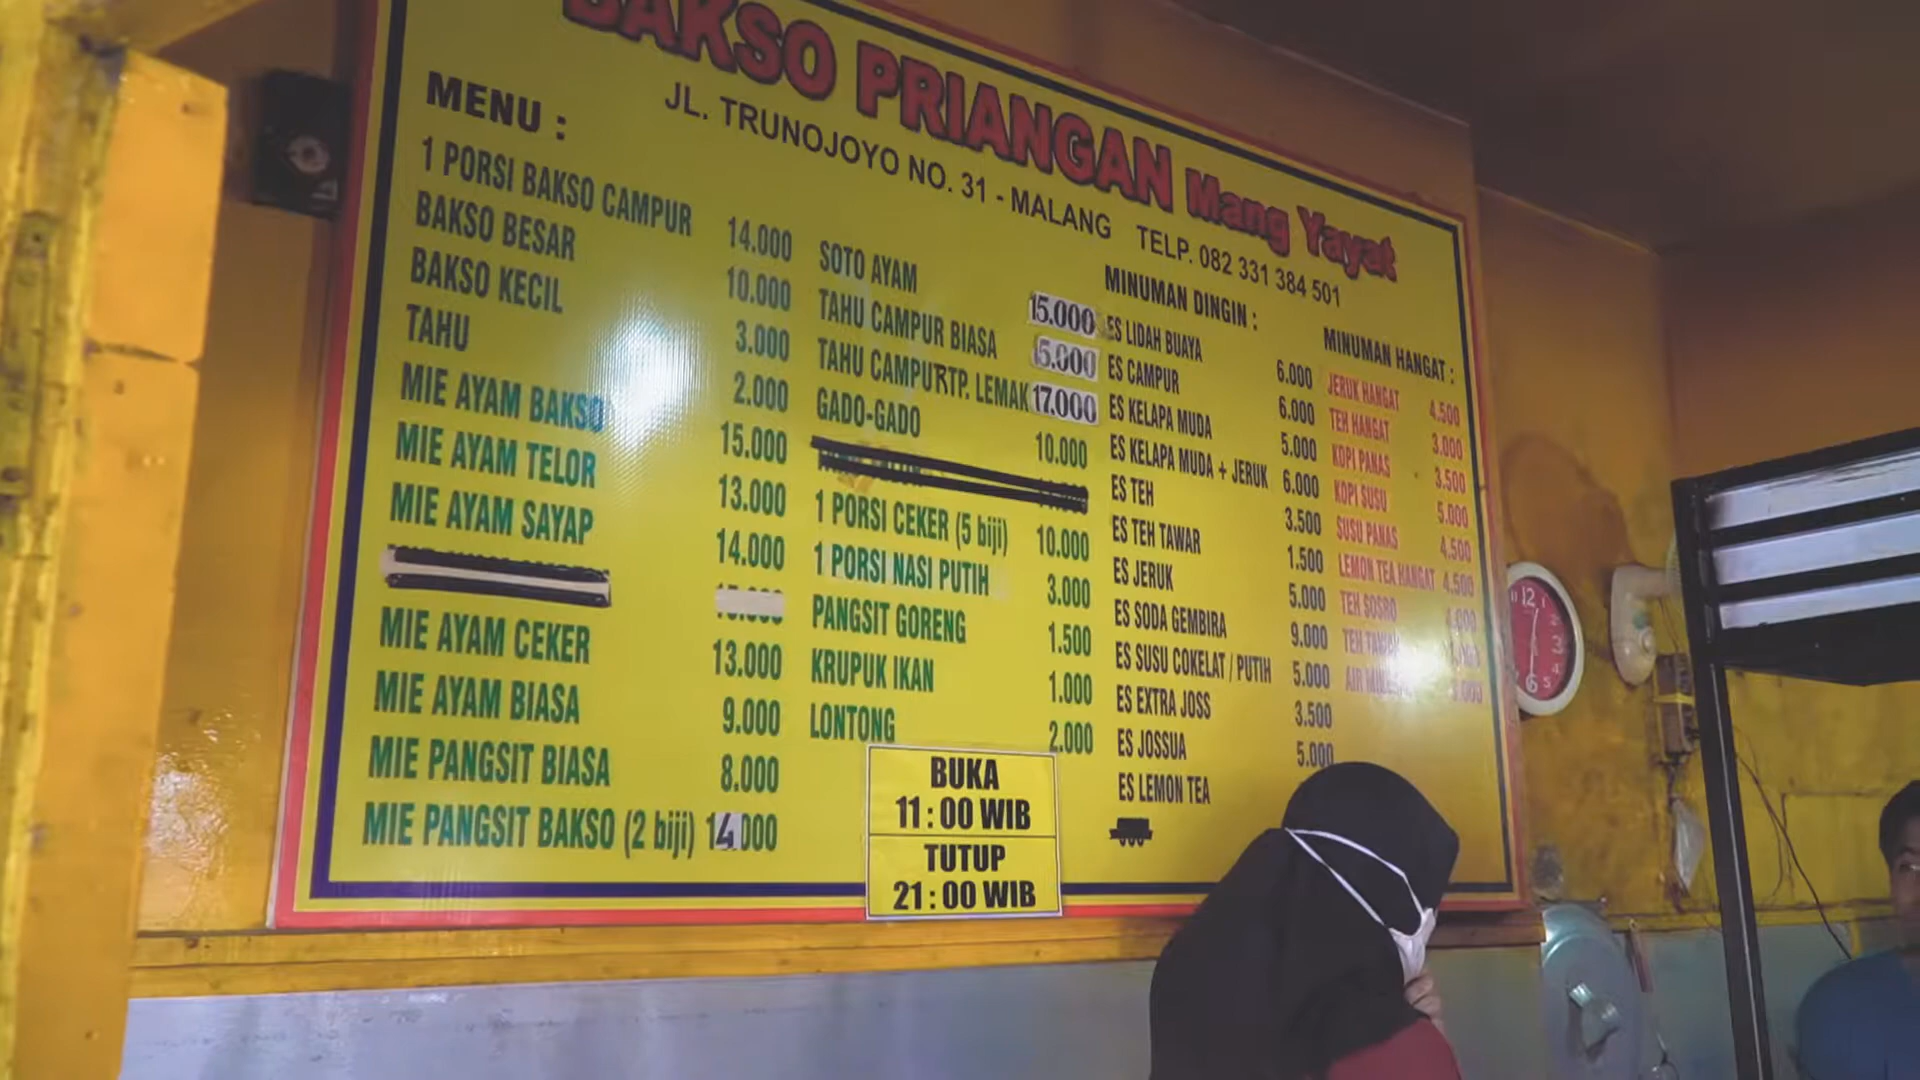 BAKSO PRIANGAN Mang Yayat
JL. TRUNOJOYO NO. 31 - MALANG TELP. 082 331 384 501
MENU :
1 PORSI BAKSO CAMPUR 14.000
BAKSO BESAR 10.000
BAKSO KECIL 3.000
TAHU 2.000
MIE AYAM BAKSO 15.000
MIE AYAM TELOR 13.000
MIE AYAM SAYAP 14.000
MIE AYAM CEKER 13.000
MIE AYAM BIASA 9.000
MIE PANGSIT BIASA 8.000
MIE PANGSIT BAKSO (2 biji) 14.000
SOTO AYAM 15.000
TAHU CAMPUR BIASA 15.000
TAHU CAMPUR TP. LEMAK 17.000
GADO-GADO 10.000
1 PORSI CEKER (5 biji) 10.000
1 PORSI NASI PUTIH 3.000
PANGSIT GORENG 1.500
KRUPUK IKAN 1.000
LONTONG 2.000
BUKA
11 : 00 WIB
TUTUP
21 : 00 WIB
MINUMAN DINGIN :
ES LIDAH BUAYA 6.000
ES CAMPUR 6.000
ES KELAPA MUDA 5.000
ES KELAPA MUDA + JERUK 6.000
ES TEH 3.500
ES TEH TAWAR 1.500
ES JERUK 5.000
ES SODA GEMBIRA 9.000
ES SUSU COKELAT / PUTIH 5.000
ES EXTRA JOSS 3.500
ES JOSSUA 5.000
ES LEMON TEA
MINUMAN HANGAT :
JERUK HANGAT 4.500
TEH HANGAT 3.000
KOPI PANAS 3.500
KOPI SUSU 5.000
SUSU PANAS 4.500
LEMON TEA HANGAT 4.500
TEH SOSRO
TEH
AIR
12
1
2
3
4
5
6
11